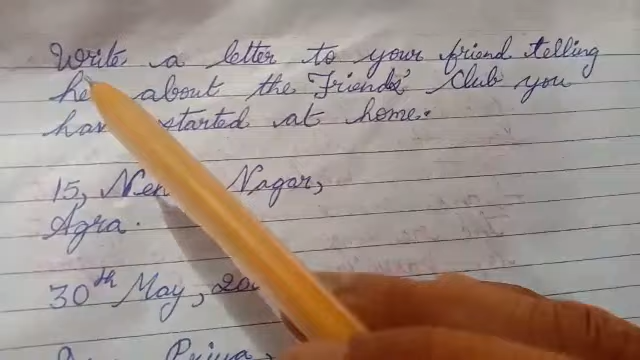 Write a letter to your friend telling
about the 'Friends' Club you
started at home.
15, Nagar,
Agra.
30th May,
Priya,